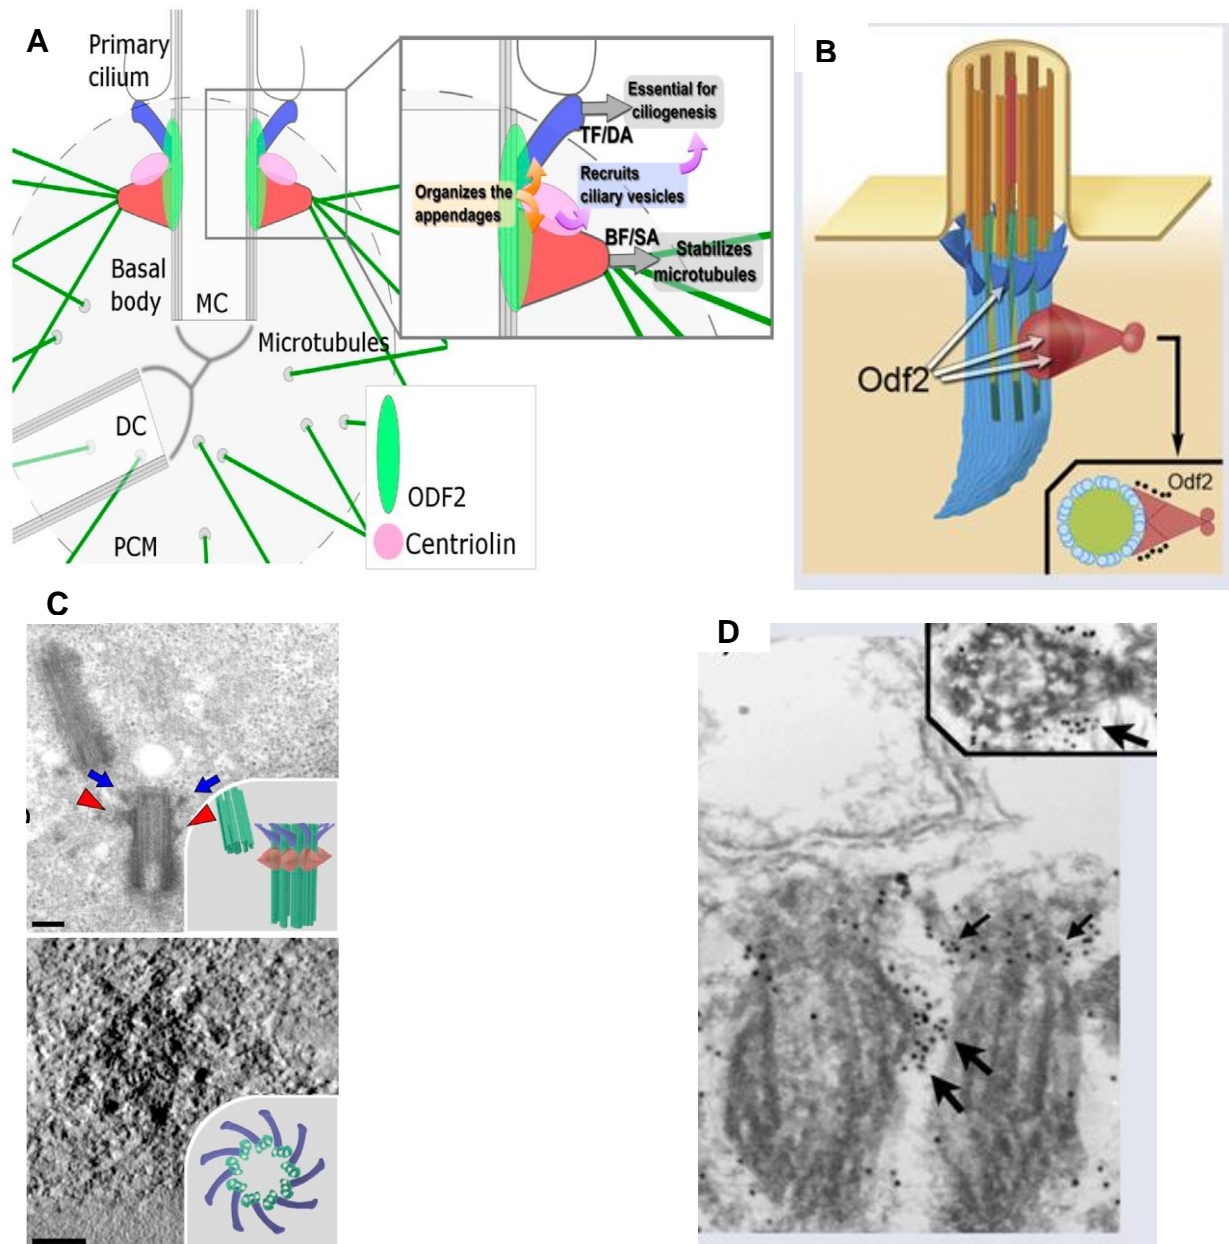 A
Primary
cilium
Essential for
ciliogenesis
TF/DA
Recruits
ciliary vesicles
Organizes the
appendages
BF/SA
Stabilizes
microtubules
Basal
body
MC
Microtubules
DC
PCM
ODF2
Centriolin
B
Odf2
Odf2
C
D